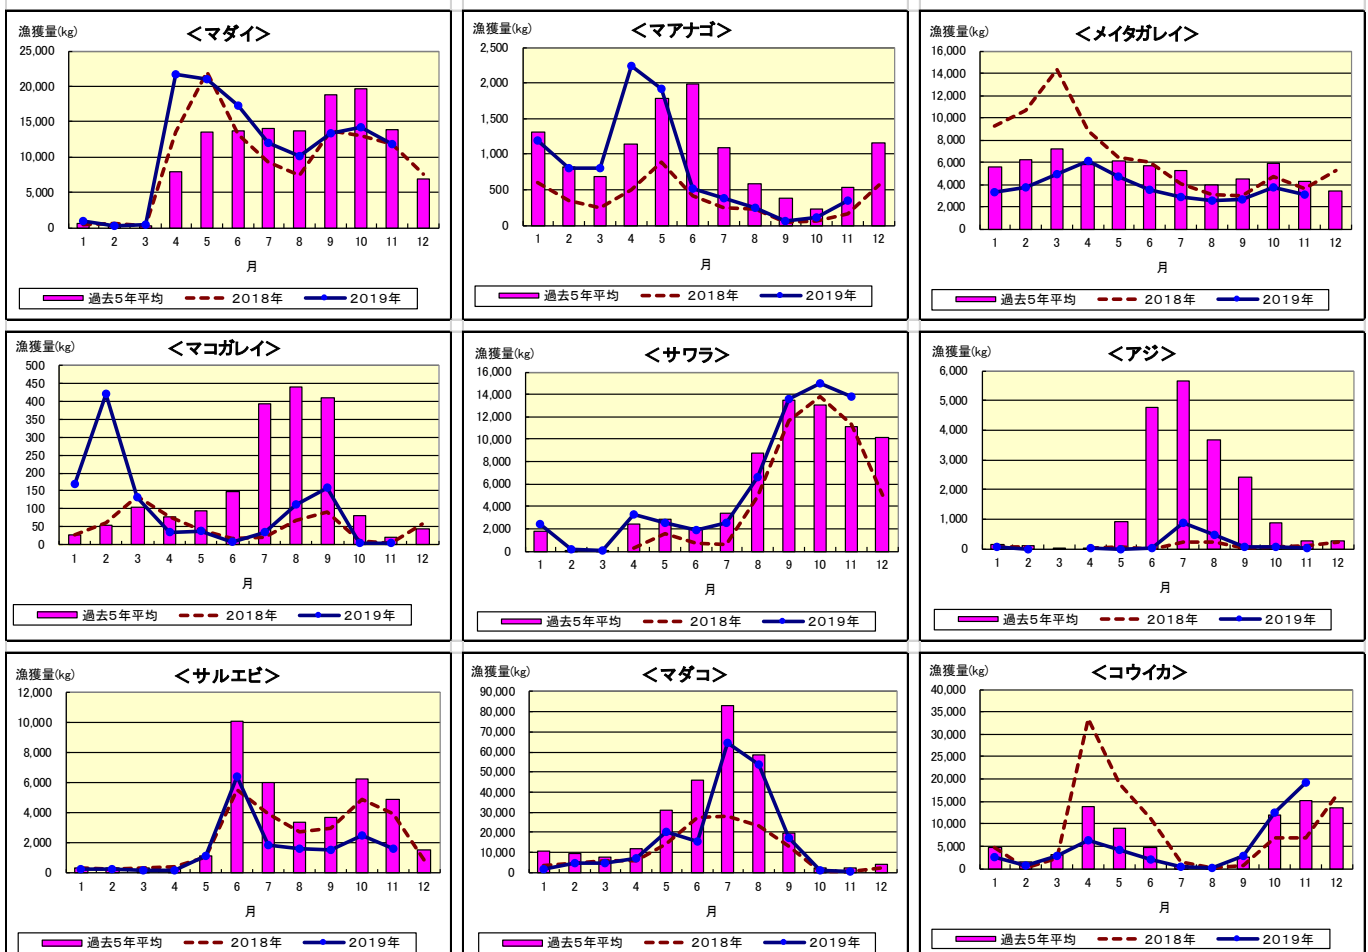 漁獲量(kg)
＜マダイ＞
25,000
20,000
15,000
10,000
5,000
0
1 2 3 4 5 6 7 8 9 10 11 12
月
過去5年平均 2018年 2019年
漁獲量(kg)
＜マアナゴ＞
2,500
2,000
1,500
1,000
500
0
1 2 3 4 5 6 7 8 9 10 11 12
月
過去5年平均 2018年 2019年
漁獲量(kg)
＜メイタガレイ＞
16,000
14,000
12,000
10,000
8,000
6,000
4,000
2,000
0
1 2 3 4 5 6 7 8 9 10 11 12
月
過去5年平均 2018年 2019年
漁獲量(kg)
＜マコガレイ＞
500
450
400
350
300
250
200
150
100
50
0
1 2 3 4 5 6 7 8 9 10 11 12
月
過去5年平均 2018年 2019年
漁獲量(kg)
＜サワラ＞
16,000
14,000
12,000
10,000
8,000
6,000
4,000
2,000
0
1 2 3 4 5 6 7 8 9 10 11 12
月
過去5年平均 2018年 2019年
漁獲量(kg)
＜アジ＞
6,000
5,000
4,000
3,000
2,000
1,000
0
1 2 3 4 5 6 7 8 9 10 11 12
月
過去5年平均 2018年 2019年
漁獲量(kg)
＜サルエビ＞
12,000
10,000
8,000
6,000
4,000
2,000
0
1 2 3 4 5 6 7 8 9 10 11 12
月
過去5年平均 2018年 2019年
漁獲量(kg)
＜マダコ＞
90,000
80,000
70,000
60,000
50,000
40,000
30,000
20,000
10,000
0
1 2 3 4 5 6 7 8 9 10 11 12
月
過去5年平均 2018年 2019年
漁獲量(kg)
＜コウイカ＞
40,000
35,000
30,000
25,000
20,000
15,000
10,000
5,000
0
1 2 3 4 5 6 7 8 9 10 11 12
月
過去5年平均 2018年 2019年